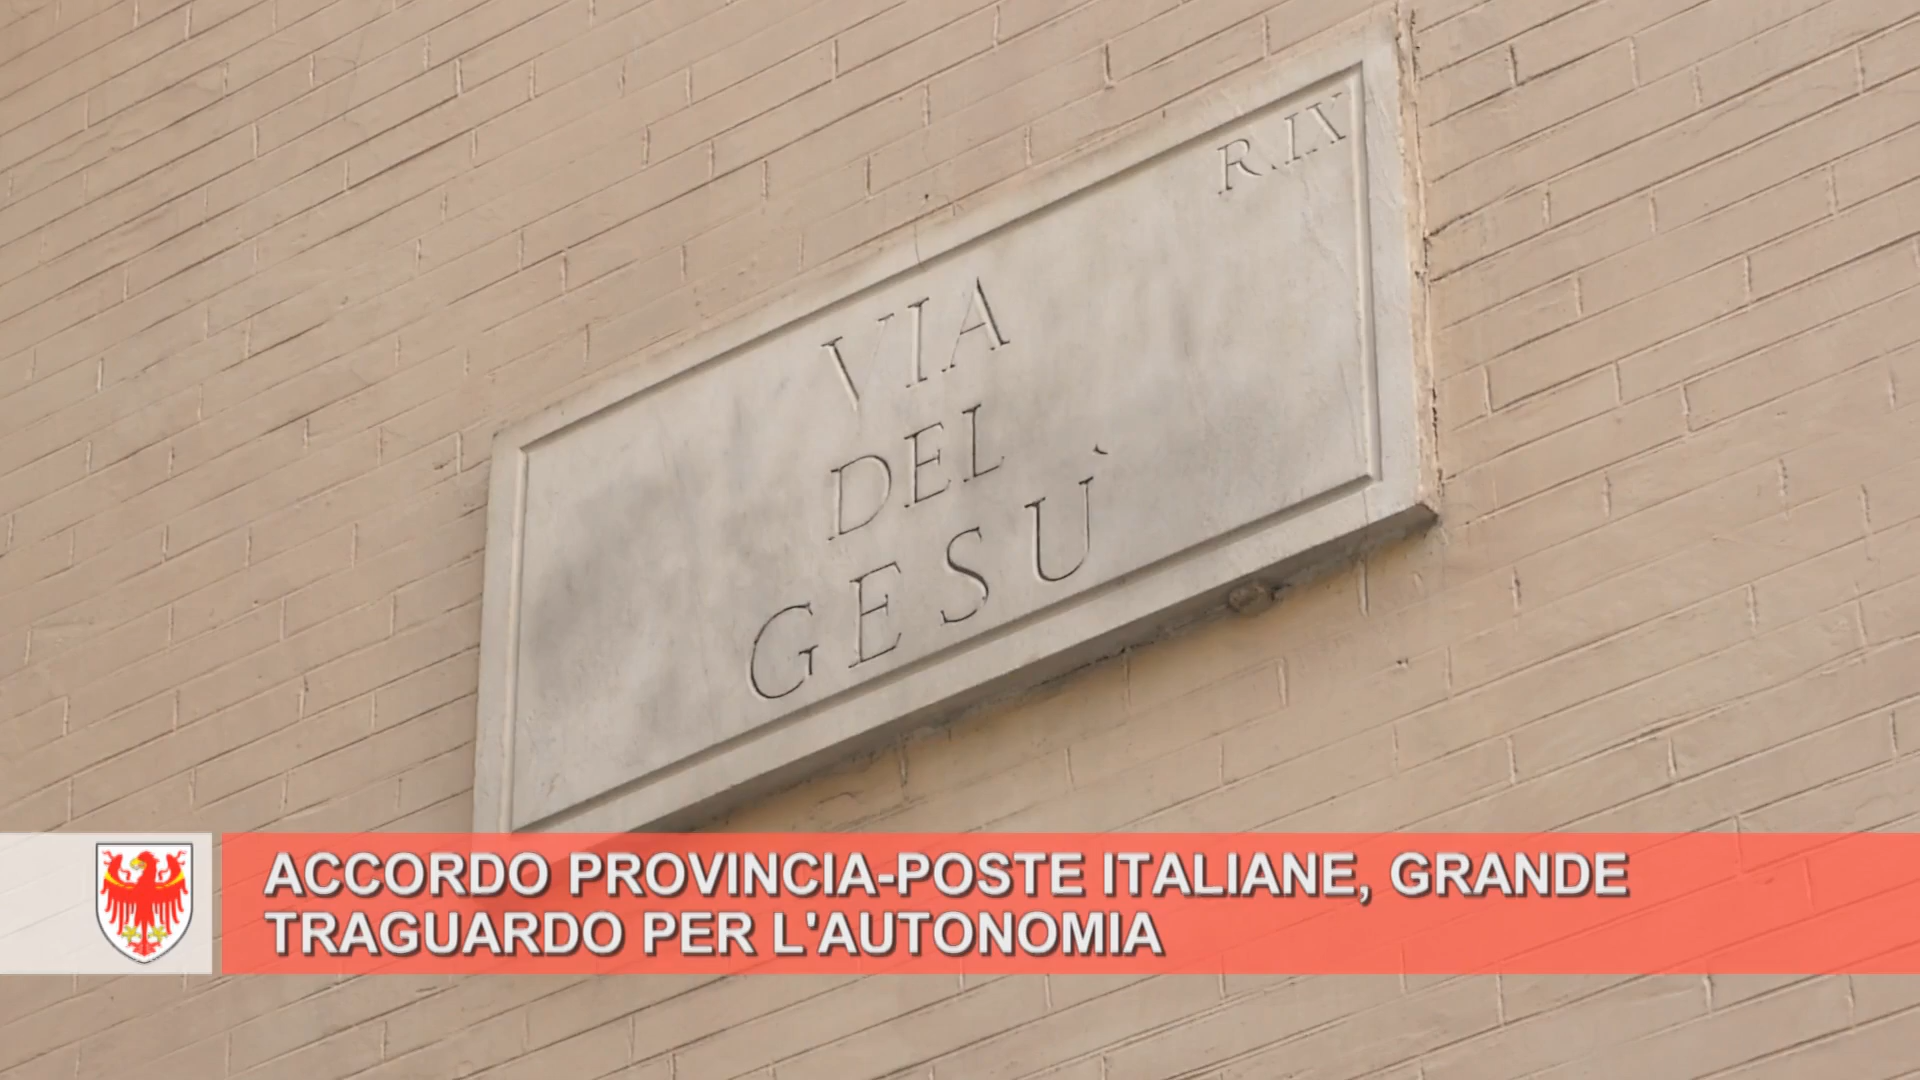 R.IX
VIA
DEL
GESÙ
ACCORDO PROVINCIA-POSTE ITALIANE, GRANDE
TRAGUARDO PER L'AUTONOMIA